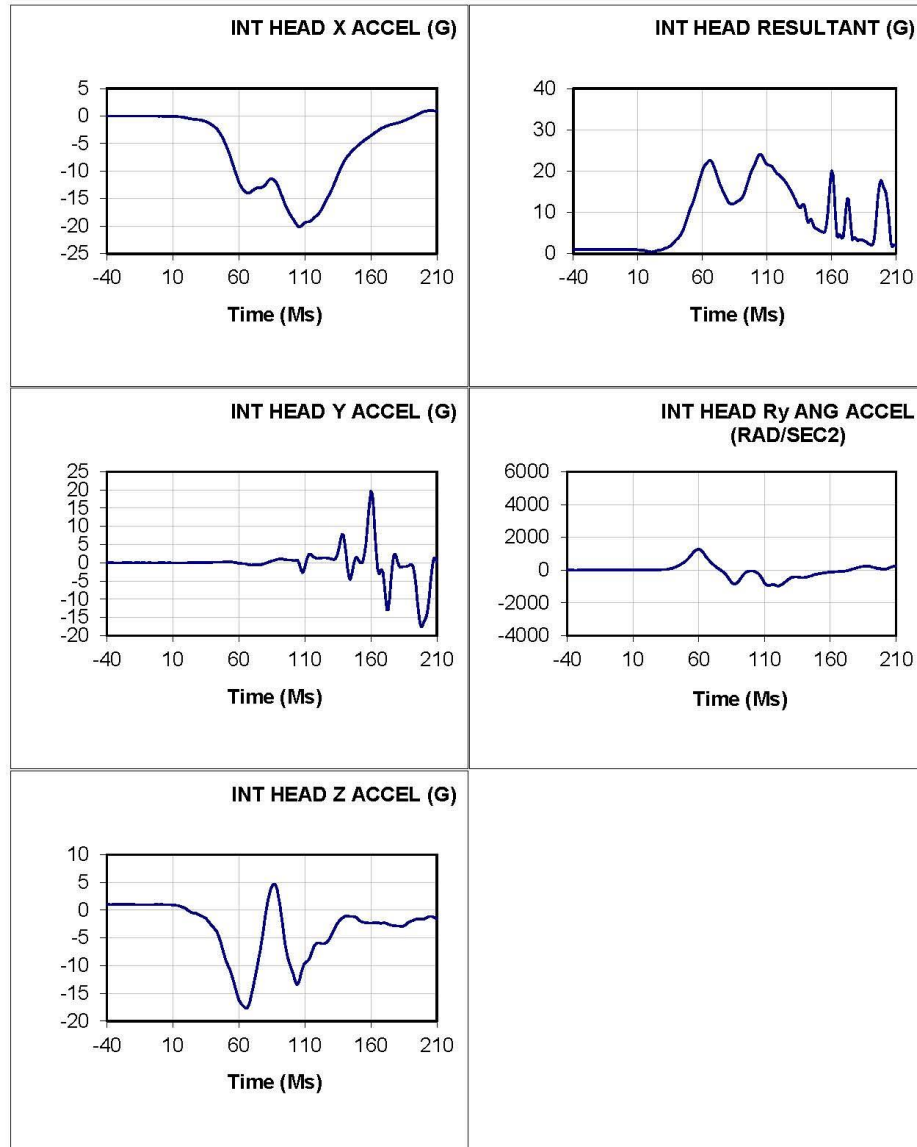 INT HEAD X ACCEL (G)
5
0
-5
-10
-15
-20
-25
-40 10 60 110 160 210
Time (Ms)
INT HEAD RESULTANT (G)
40
30
20
10
0
-40 10 60 110 160 210
Time (Ms)
INT HEAD Y ACCEL (G)
25
20
15
10
5
0
-5
-10
-15
-20
-40 10 60 110 160 210
Time (Ms)
INT HEAD Ry ANG ACCEL
(RAD/SEC2)
6000
4000
2000
0
-2000
-4000
-40 10 60 110 160 210
Time (Ms)
INT HEAD Z ACCEL (G)
10
5
0
-5
-10
-15
-20
-40 10 60 110 160 210
Time (Ms)